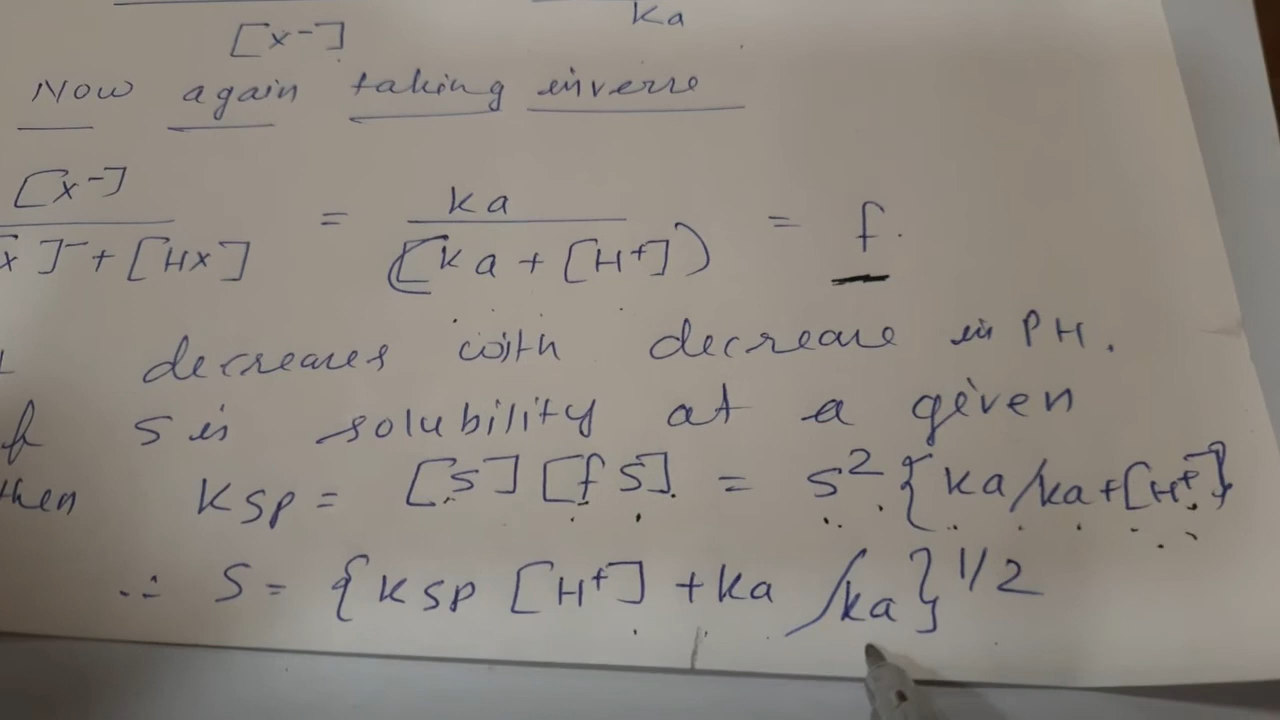 [x-] ka
Now again taking inverse
[x-] = ka = f.
x]- + [Hx] [ka + [H+])
decreases with decrease in PH.
f S is solubility at a given
then Ksp = [S] [f S]. = S2 {ka/ka+[H+]}
∴ S = {Ksp [H+] + ka /ka}1/2